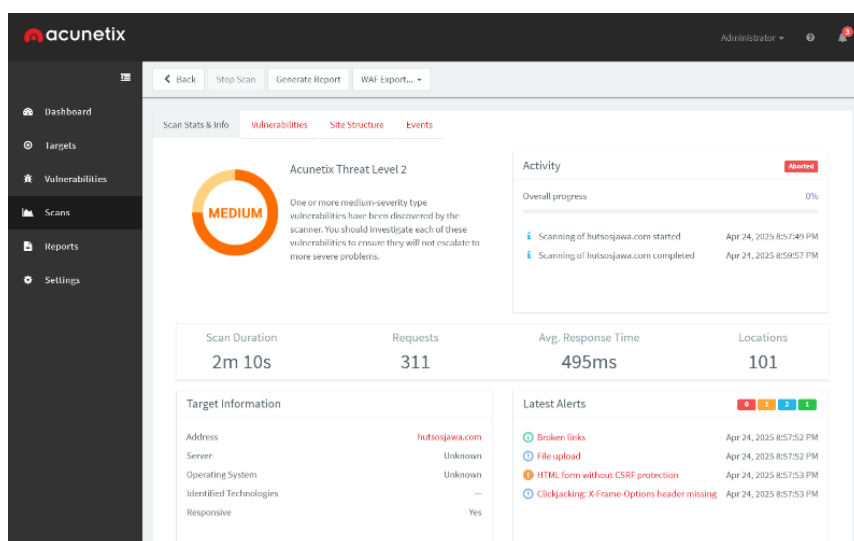 acunetix
Administrator
3
Back
Stop Scan
Generate Report
WAF Export...
Dashboard
Targets
Vulnerabilities
Scans
Reports
Settings
Scan Stats & Info
Vulnerabilities
Site Structure
Events
MEDIUM
Acunetix Threat Level 2
One or more medium-severity type
vulnerabilities have been discovered by the
scanner. You should investigate each of these
vulnerabilities to ensure they will not escalate to
more severe problems.
Activity
Aborted
Overall progress 0%
Scanning of hutsosjawa.com started Apr 24, 2025 8:57:49 PM
Scanning of hutsosjawa.com completed Apr 24, 2025 8:59:57 PM
Scan Duration
2m 10s
Requests
311
Avg. Response Time
495ms
Locations
101
Target Information
Address hutsosjawa.com
Server Unknown
Operating System Unknown
Identified Technologies —
Responsive Yes
Latest Alerts
0 1 2 1
Broken links Apr 24, 2025 8:57:52 PM
File upload Apr 24, 2025 8:57:52 PM
HTML form without CSRF protection Apr 24, 2025 8:57:53 PM
Clickjacking: X-Frame-Options header missing Apr 24, 2025 8:57:53 PM